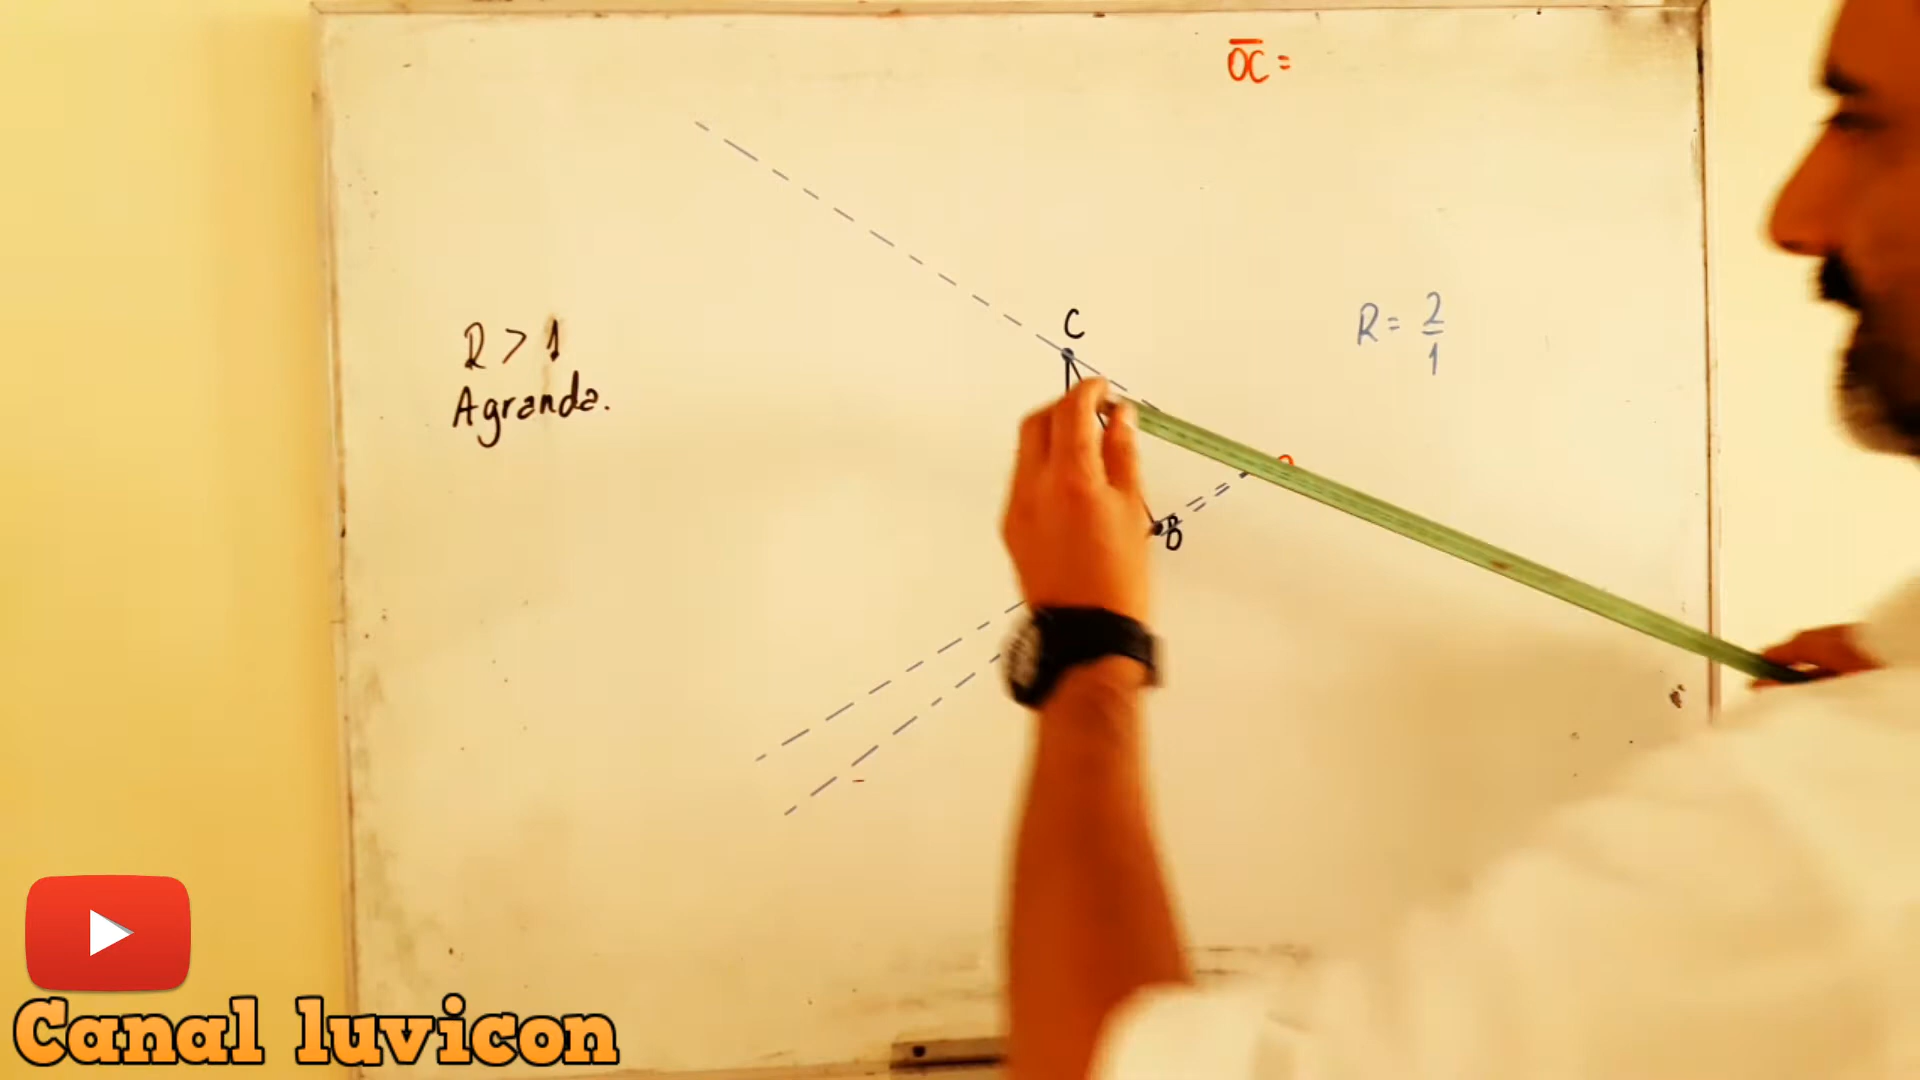 OC =
C
R > 1
Agranda.
R = 2/1
B
Canal luvicon